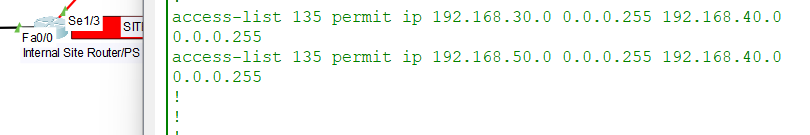 Se1/3
SITE
Fa0/0
Internal Site Router/PS
access-list 135 permit ip 192.168.30.0 0.0.0.255 192.168.40.0
0.0.0.255
access-list 135 permit ip 192.168.50.0 0.0.0.255 192.168.40.0
0.0.0.255
!
!
!